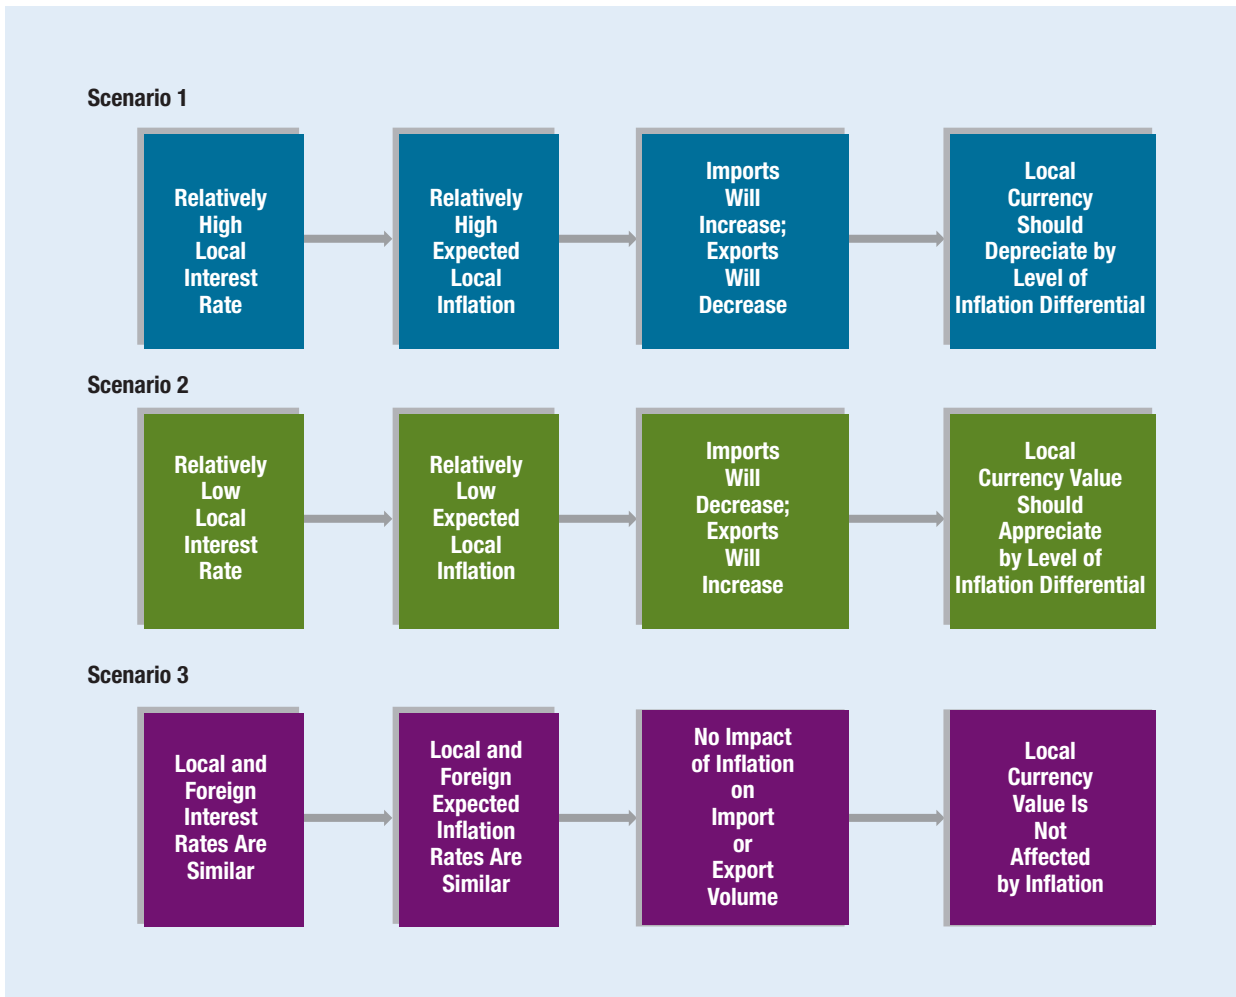 Scenario 1
Relatively
High
Local
Interest
Rate
Relatively
High
Expected
Local
Inflation
Imports
Will
Increase;
Exports
Will
Decrease
Local
Currency
Should
Depreciate by
Level of
Inflation Differential
Scenario 2
Relatively
Low
Local
Interest
Rate
Relatively
Low
Expected
Local
Inflation
Imports
Will
Decrease;
Exports
Will
Increase
Local
Currency Value
Should
Appreciate
by Level of
Inflation Differential
Scenario 3
Local and
Foreign
Interest
Rates Are
Similar
Local and
Foreign
Expected
Inflation
Rates Are
Similar
No Impact
of Inflation
on
Import
or
Export
Volume
Local
Currency
Value Is
Not
Affected
by Inflation